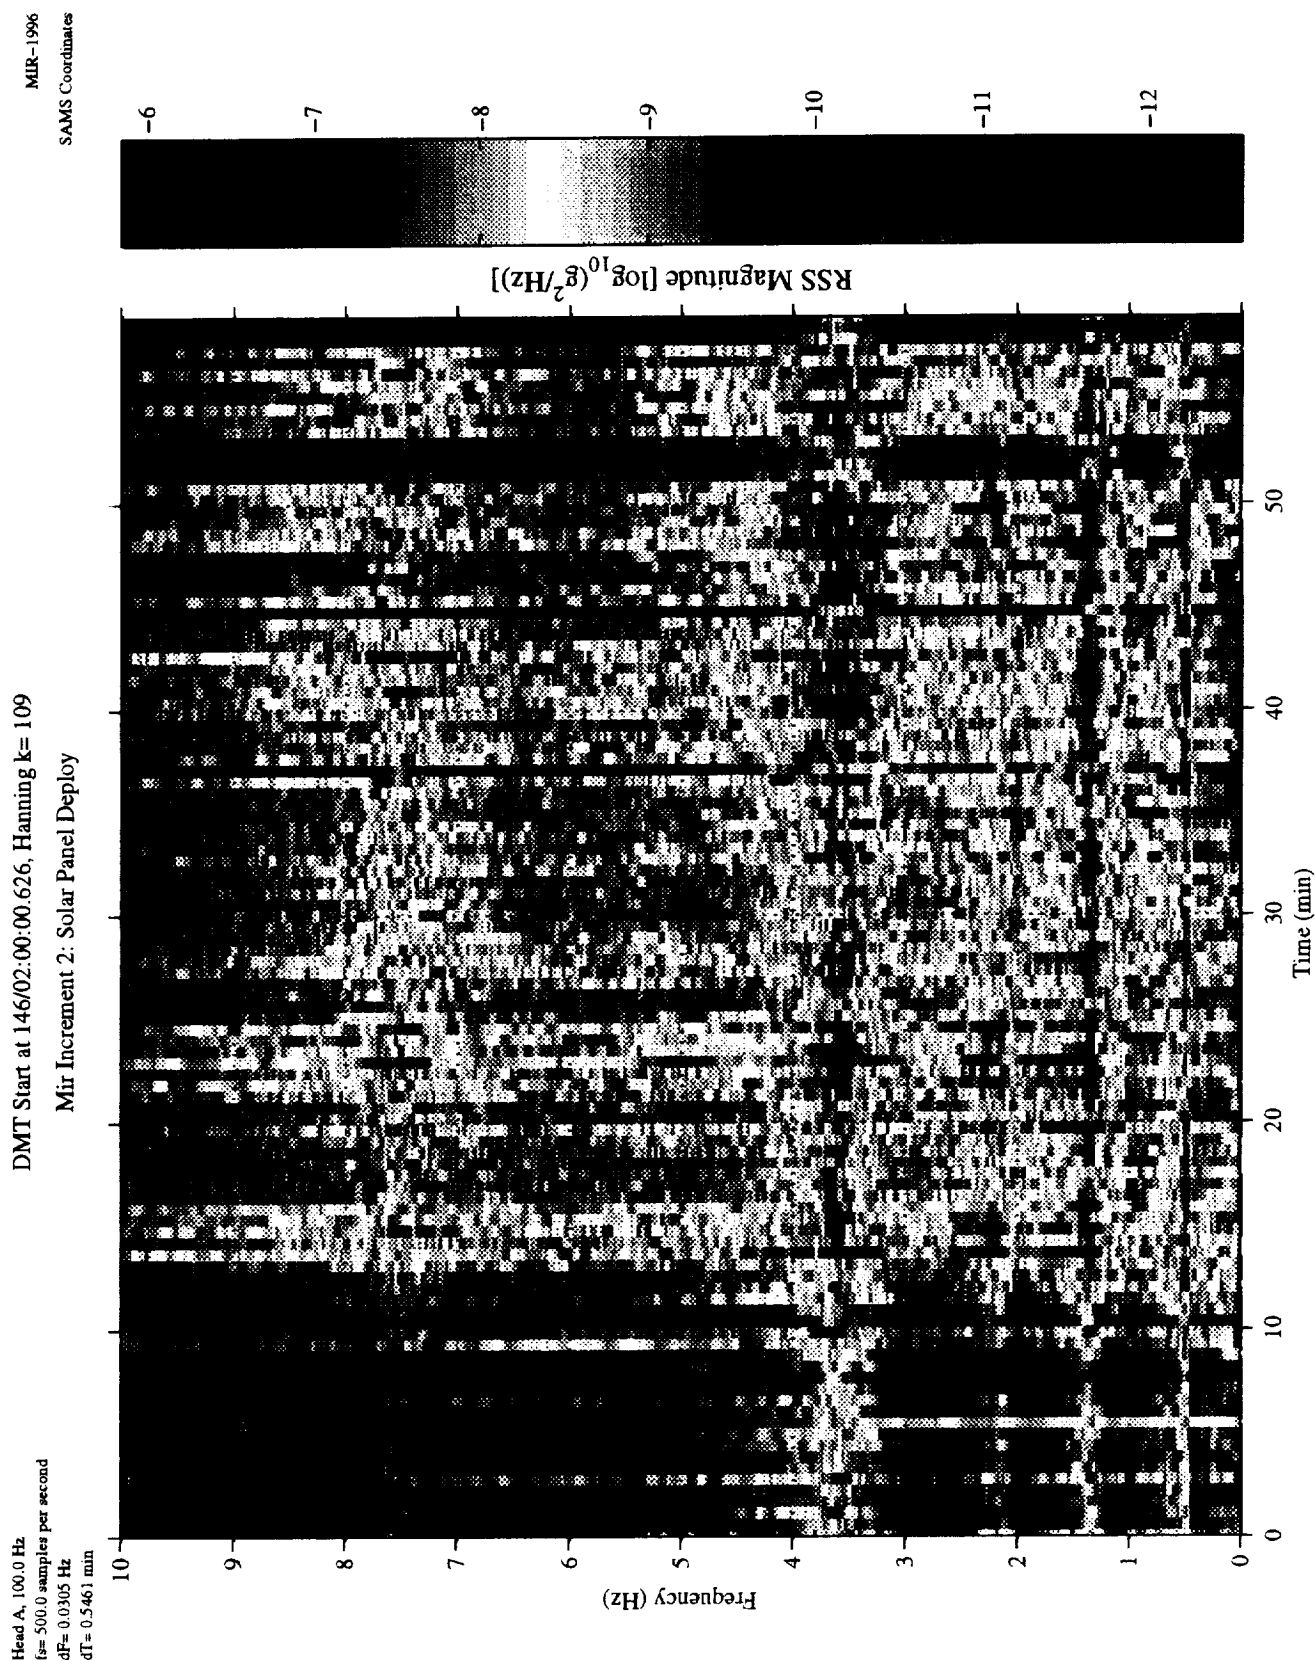 Head A, 100.0 Hz
fs= 500.0 samples per second
dF= 0.0305 Hz
dT= 0.5461 min
DMT Start at 146/02:00:00.626, Hanning k= 109
Mir Increment 2: Solar Panel Deploy
MIR-1996
SAMS Coordinates
10
9
8
7
6
5
4
3
2
1
0
Frequency (Hz)
0
10
20
30
40
50
Time (min)
RSS Magnitude [log10(g²/Hz)]
-6
-7
-8
-9
-10
-11
-12